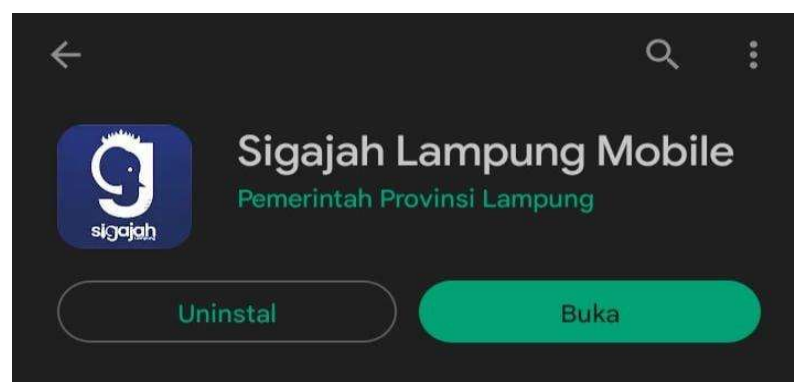 Sigajah Lampung Mobile
Pemerintah Provinsi Lampung
sigajah
Uninstal
Buka